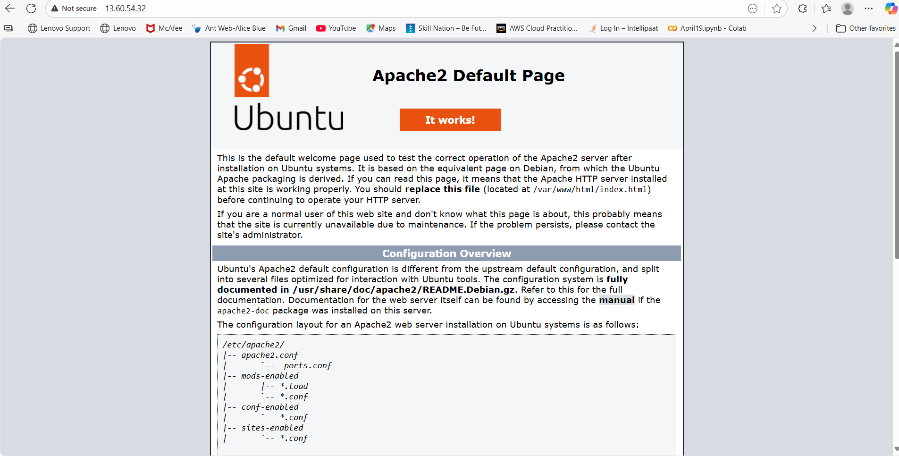 Not secure 13.60.54.32
Lenovo Support Lenovo McAfee Ant Web-Alice Blue Gmail YouTube Maps Skill Nation – Be Fut... AWS Cloud Practitio... Log In – Intellipaat April19.ipynb - Colab Other favorites
Apache2 Default Page
Ubuntu
It works!
This is the default welcome page used to test the correct operation of the Apache2 server after
installation on Ubuntu systems. It is based on the equivalent page on Debian, from which the Ubuntu
Apache packaging is derived. If you can read this page, it means that the Apache HTTP server installed
at this site is working properly. You should replace this file (located at /var/www/html/index.html)
before continuing to operate your HTTP server.
If you are a normal user of this web site and don't know what this page is about, this probably means
that the site is currently unavailable due to maintenance. If the problem persists, please contact the
site's administrator.
Configuration Overview
Ubuntu's Apache2 default configuration is different from the upstream default configuration, and split
into several files optimized for interaction with Ubuntu tools. The configuration system is fully
documented in /usr/share/doc/apache2/README.Debian.gz. Refer to this for the full
documentation. Documentation for the web server itself can be found by accessing the manual if the
apache2-doc package was installed on this server.
The configuration layout for an Apache2 web server installation on Ubuntu systems is as follows:
/etc/apache2/
|-- apache2.conf
|       `--  ports.conf
|-- mods-enabled
|       |-- *.load
|       `-- *.conf
|-- conf-enabled
|       `-- *.conf
|-- sites-enabled
|       `-- *.conf